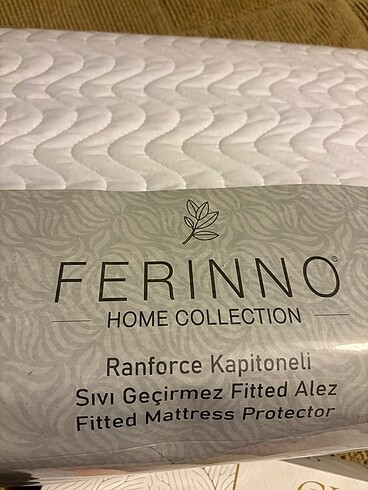 FERINNO
HOME COLLECTION
Ranforce Kapitoneli
Sıvı Geçirmez Fitted Alez
Fitted Mattress Protector